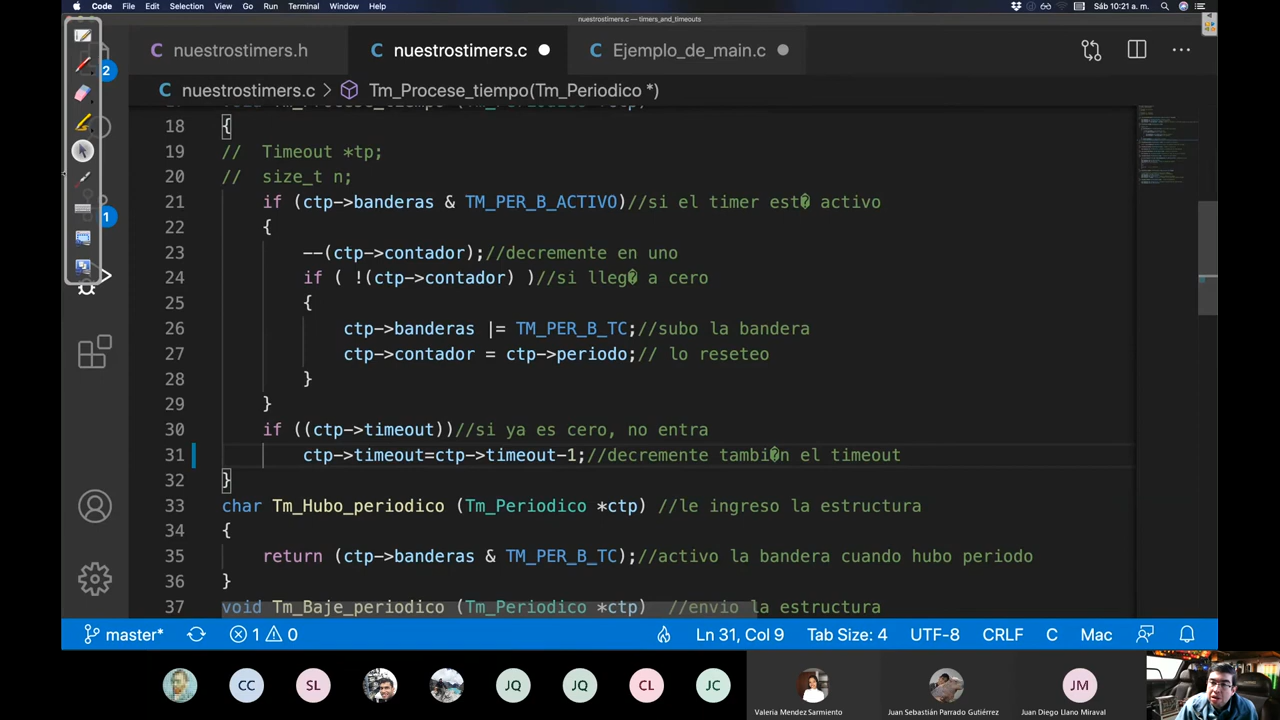 Code File Edit Selection View Go Run Terminal Window Help
Sáb 10:21 a. m.
nuestrostimers.c — timers_and_timeouts
nuestrostimers.h
C nuestrostimers.c
C Ejemplo_de_main.c
2
C nuestrostimers.c > Tm_Procese_tiempo(Tm_Periodico *)
18 {
19 // Timeout *tp;
20 // size_t n;
21 if (ctp->banderas & TM_PER_B_ACTIVO)//si el timer est� activo
22 {
1
23 --(ctp->contador);//decremente en uno
24 if ( !(ctp->contador) )//si lleg� a cero
25 {
26 ctp->banderas |= TM_PER_B_TC;//subo la bandera
27 ctp->contador = ctp->periodo;// lo reseteo
28 }
29 }
30 if ((ctp->timeout))//si ya es cero, no entra
31 ctp->timeout=ctp->timeout-1;//decremente tambi�n el timeout
32 }
33 char Tm_Hubo_periodico (Tm_Periodico *ctp) //le ingreso la estructura
34 {
35 return (ctp->banderas & TM_PER_B_TC);//activo la bandera cuando hubo periodo
36 }
37 void Tm_Baje_periodico (Tm_Periodico *ctp) //envio la estructura
master* 1 0 Ln 31, Col 9 Tab Size: 4 UTF-8 CRLF C Mac
CC SL JQ JQ CL JC JM
Valeria Mendez Sarmiento Juan Sebastián Parrado Gutiérrez Juan Diego Llano Miraval